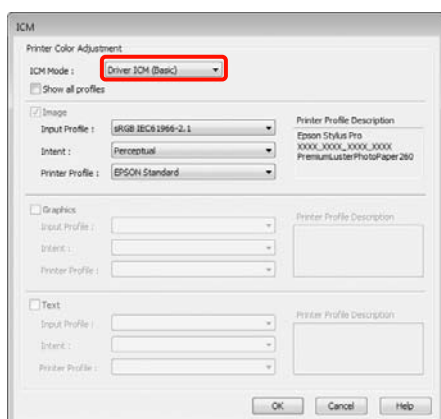 ICM
Printer Color Adjustment
ICM Mode : Driver ICM (Basic)
Show all profiles
Image
Input Profile : sRGB IEC61966-2.1
Intent : Perceptual
Printer Profile : EPSON Standard
Printer Profile Description
Epson Stylus Pro
XXXX_XXXX_XXXX_XXXX
PremiumLusterPhotoPaper260
Graphics
Input Profile :
Intent :
Printer Profile :
Printer Profile Description
Text
Input Profile :
Intent :
Printer Profile :
Printer Profile Description
OK Cancel Help